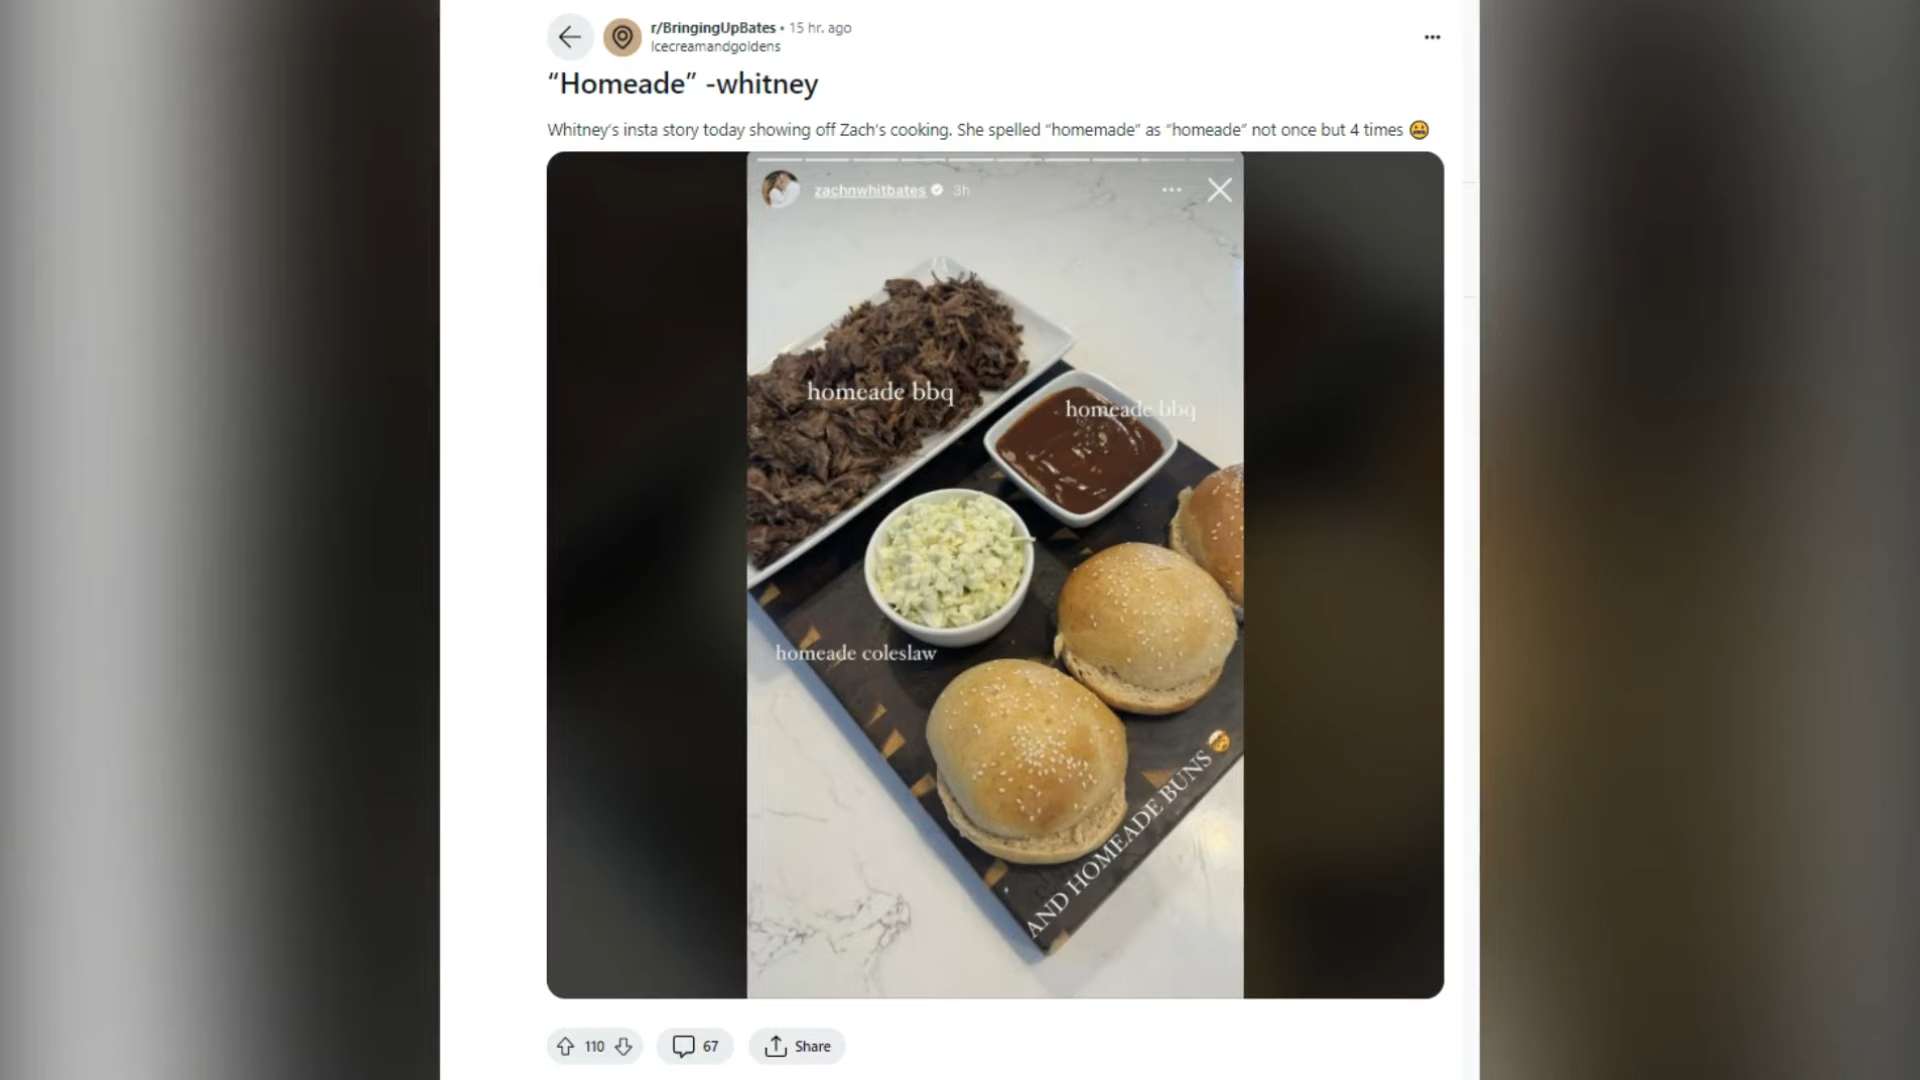 r/BringingUpBates • 15 hr. ago
Icecreamandgoldens
“Homeade” -whitney
Whitney's insta story today showing off Zach's cooking. She spelled “homemade” as “homeade” not once but 4 times
zachnwhitbates 3h
homeade bbq
homeade bbq
homeade coleslaw
AND HOMEADE BUNS
110
67
Share